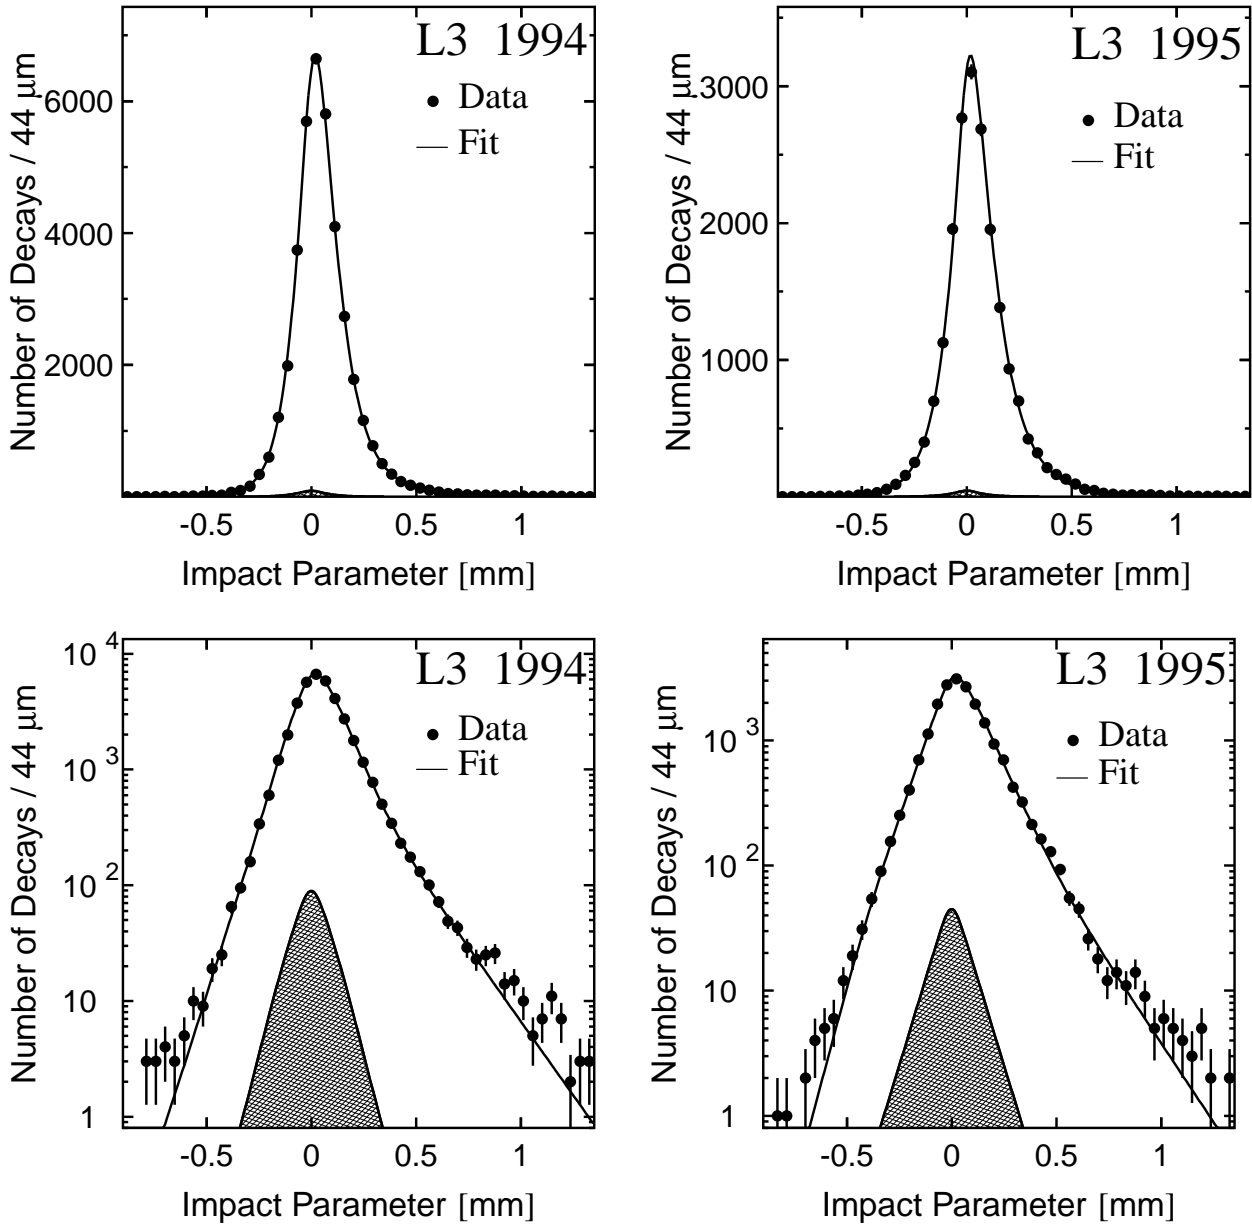 L3 1994
Data
Fit
Number of Decays / 44 μm
6000
4000
2000
-0.5 0 0.5 1
Impact Parameter [mm]
L3 1995
Data
Fit
Number of Decays / 44 μm
3000
2000
1000
-0.5 0 0.5 1
Impact Parameter [mm]
L3 1994
Data
Fit
Number of Decays / 44 μm
10 4
10 3
10 2
10
1
-0.5 0 0.5 1
Impact Parameter [mm]
L3 1995
Data
Fit
Number of Decays / 44 μm
10 3
10 2
10
1
-0.5 0 0.5 1
Impact Parameter [mm]